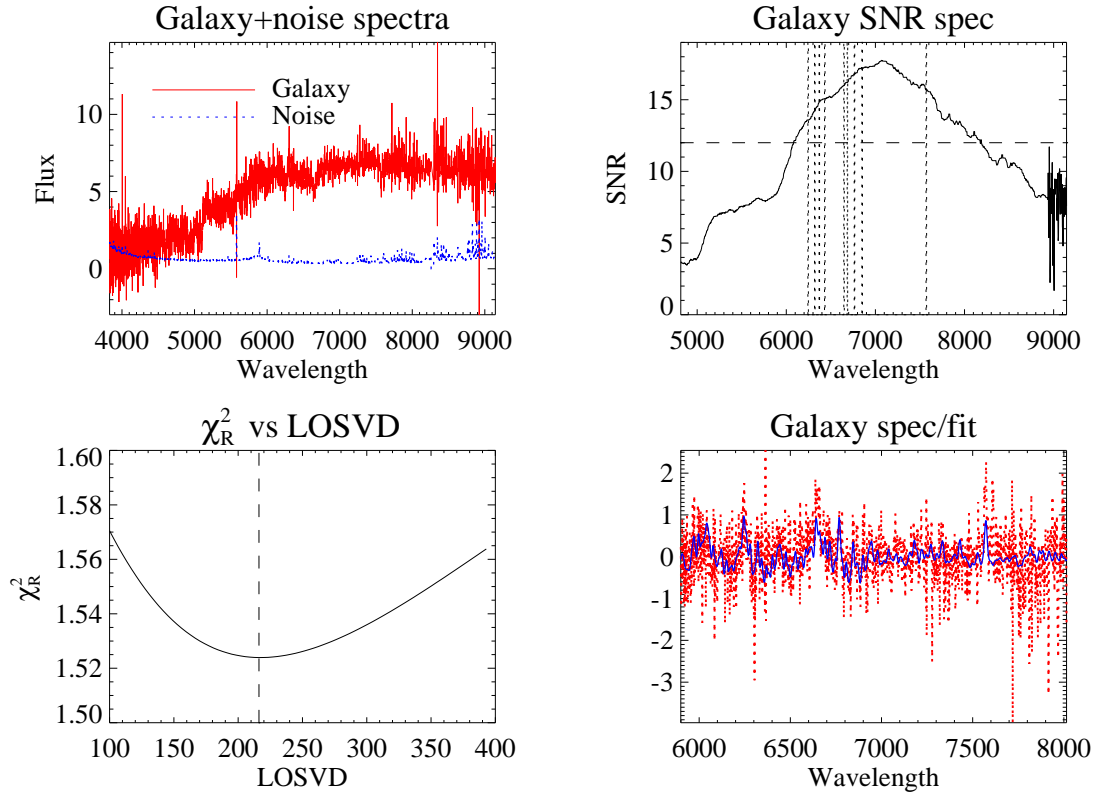 Galaxy+noise spectra
Galaxy
Noise
Flux
10
5
0
4000 5000 6000 7000 8000 9000
Wavelength
Galaxy SNR spec
SNR
15
10
5
0
5000 6000 7000 8000 9000
Wavelength
χ²_R vs LOSVD
χ²_R
1.60
1.58
1.56
1.54
1.52
1.50
100 150 200 250 300 350 400
LOSVD
Galaxy spec/fit
2
1
0
-1
-2
-3
6000 6500 7000 7500 8000
Wavelength